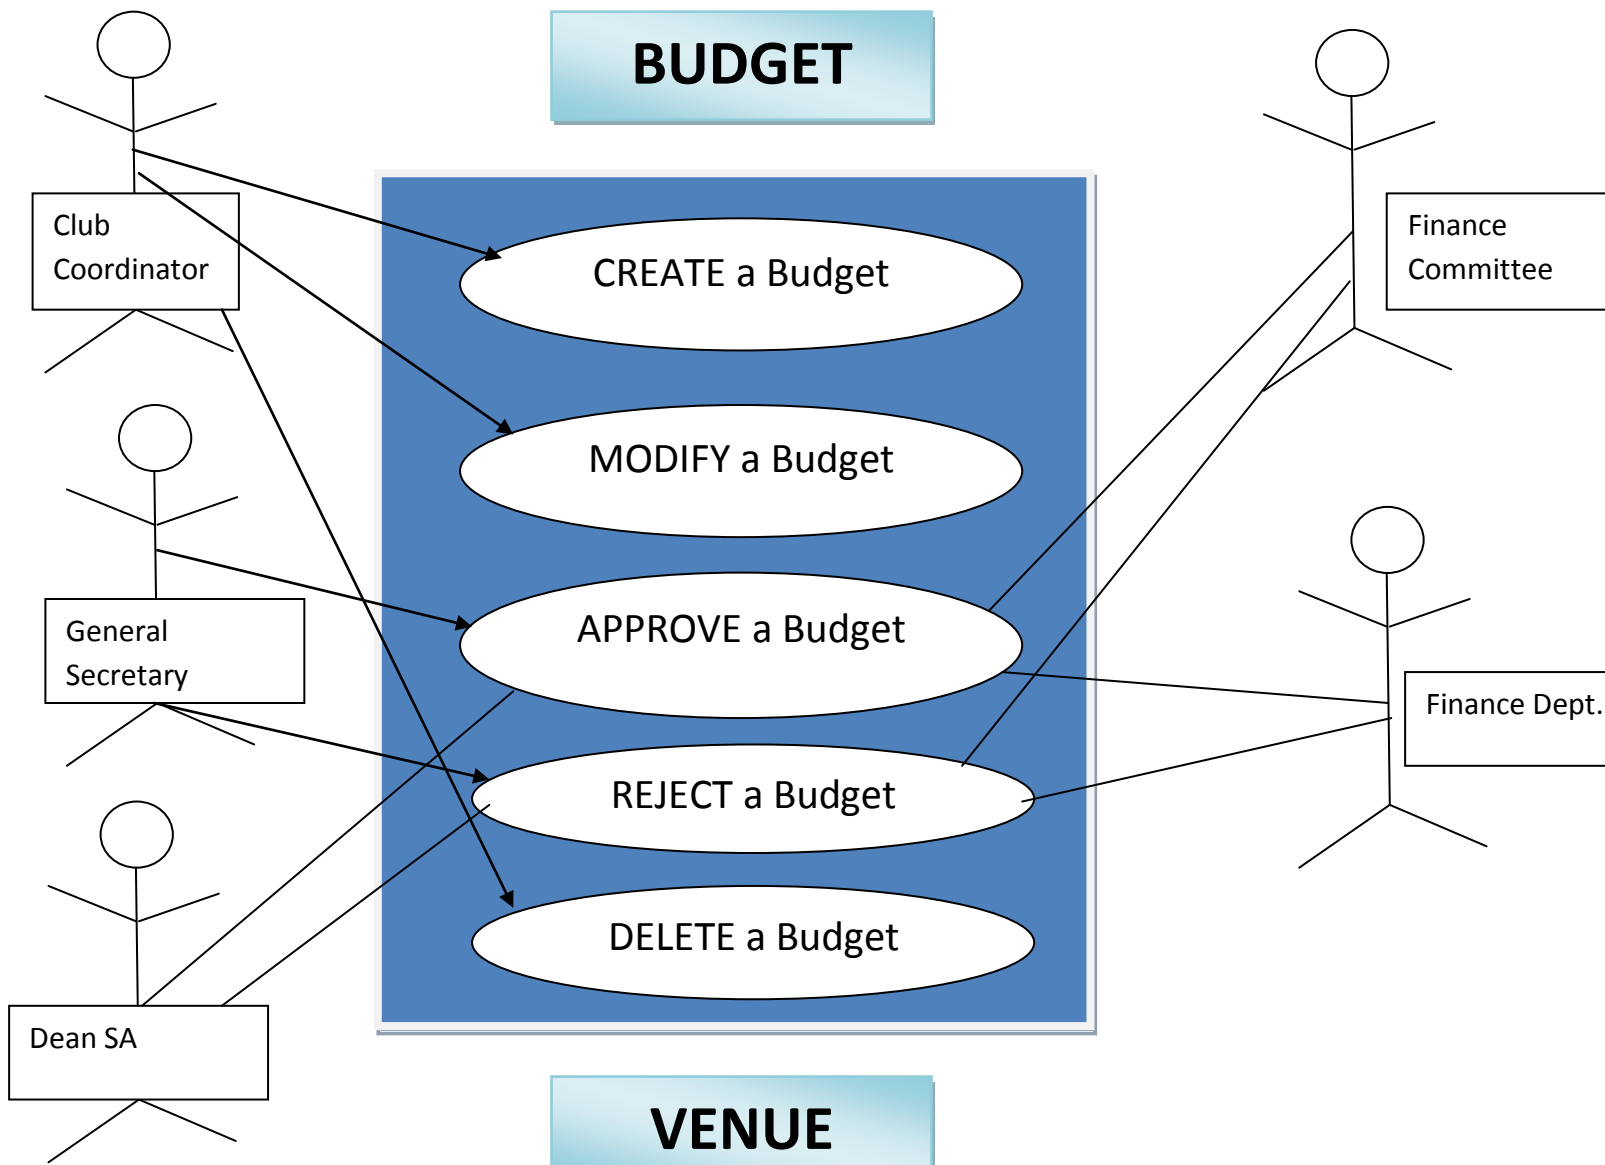 BUDGET
Club
Coordinator
Finance
Committee
CREATE a Budget
MODIFY a Budget
General
Secretary
APPROVE a Budget
Finance Dept.
REJECT a Budget
DELETE a Budget
Dean SA
VENUE